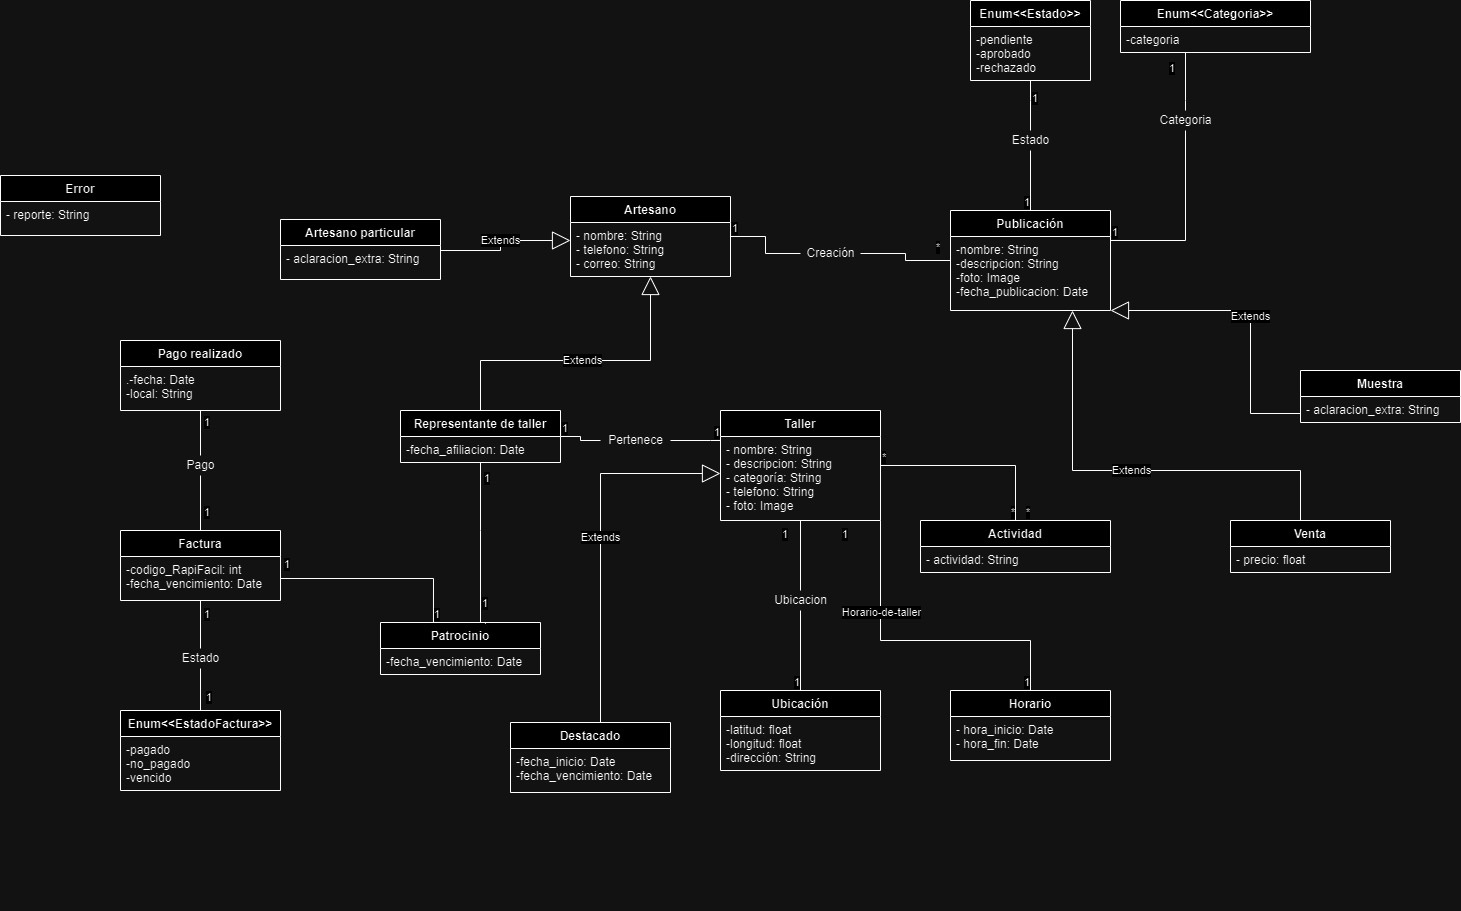 Enum<<Estado>>
-pendiente
-aprobado
-rechazado
1
Estado
1
Enum<<Categoria>>
-categoria
1
Categoria
1
Error
- reporte: String
Artesano particular
- aclaracion_extra: String
Extends
Artesano
- nombre: String
- telefono: String
- correo: String
1
Creación
*
Publicación
-nombre: String
-descripcion: String
-foto: Image
-fecha_publicacion: Date
Extends
Muestra
- aclaracion_extra: String
Extends
Venta
- precio: float
Extends
Pago realizado
.-fecha: Date
-local: String
1
Pago
1
Factura
-codigo_RapiFacil: int
-fecha_vencimiento: Date
1
1
1
Estado
1
Enum<<EstadoFactura>>
-pagado
-no_pagado
-vencido
Representante de taller
-fecha_afiliacion: Date
1
Pertenece
1
1
1
Patrocinio
-fecha_vencimiento: Date
Taller
- nombre: String
- descripcion: String
- categoría: String
- telefono: String
- foto: Image
*
* *
Actividad
- actividad: String
Extends
Destacado
-fecha_inicio: Date
-fecha_vencimiento: Date
1
Ubicacion
1
Ubicación
-latitud: float
-longitud: float
-dirección: String
1
Horario-de-taller
1
Horario
- hora_inicio: Date
- hora_fin: Date